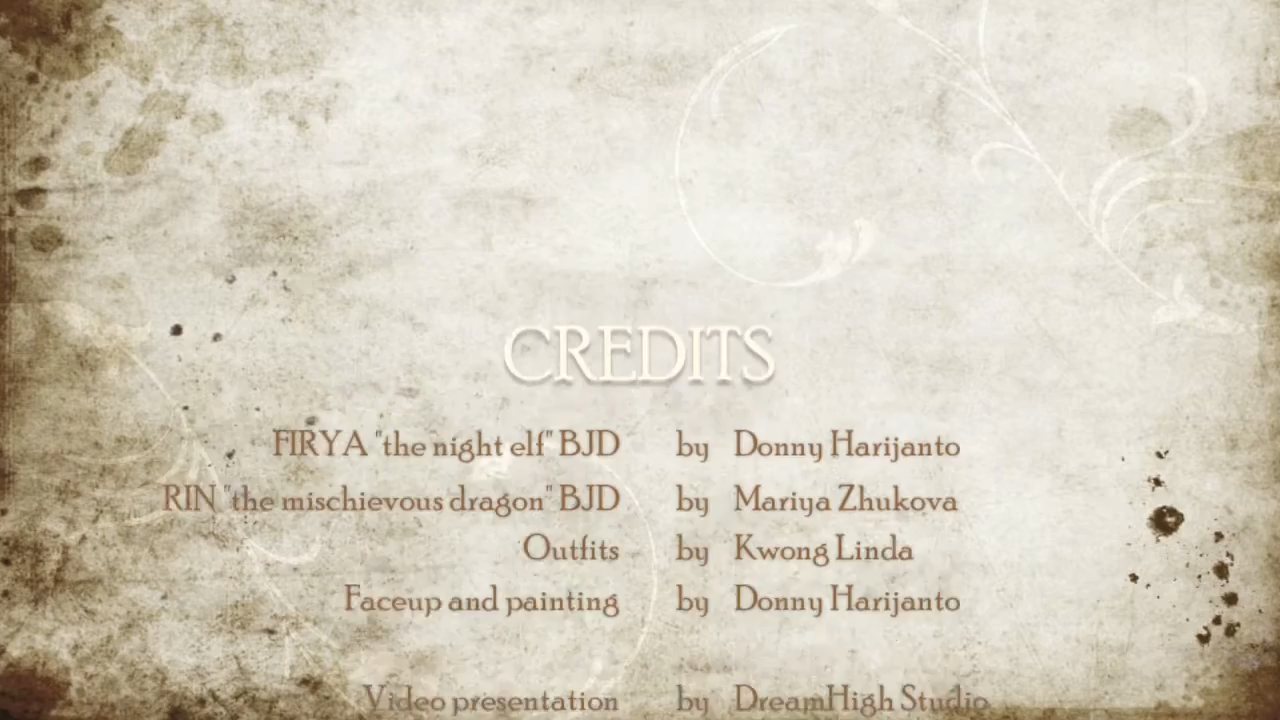 CREDITS
FIRYA "the night elf" BJD by Donny Harijanto
RIN "the mischievous dragon" BJD by Mariya Zhukova
Outfits by Kwong Linda
Faceup and painting by Donny Harijanto
Video presentation by DreamHigh Studio